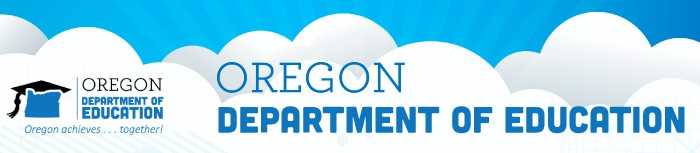 OREGON
DEPARTMENT OF
EDUCATION
Oregon achieves . . . together!
OREGON
DEPARTMENT OF EDUCATION